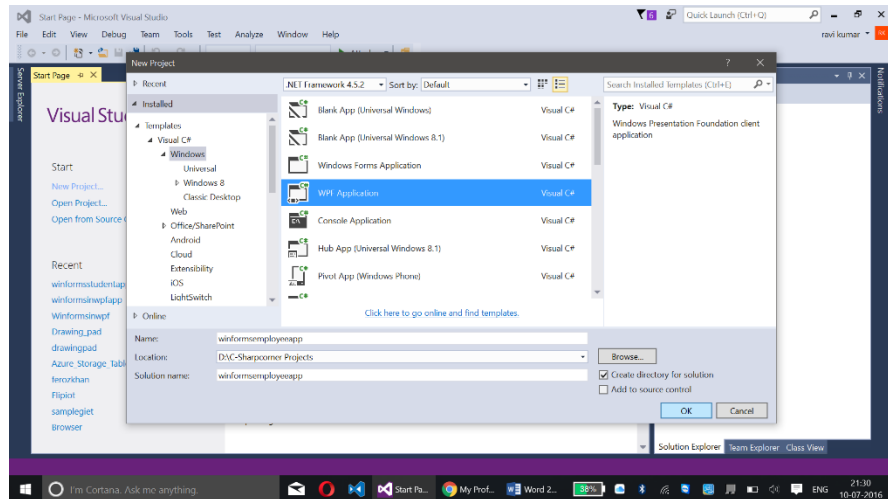 Start Page - Microsoft Visual Studio
6
Quick Launch (Ctrl+Q)
File Edit View Debug Team Tools Test Analyze Window Help
ravi kumar
New Project
Server Explorer
Start Page
Notifications
Recent
.NET Framework 4.5.2
Sort by: Default
Search Installed Templates (Ctrl+E)
Installed
Templates
Visual C#
Windows
Universal
Windows 8
Classic Desktop
Web
Office/SharePoint
Android
Cloud
Extensibility
iOS
LightSwitch
Online
Blank App (Universal Windows) Visual C#
Blank App (Universal Windows 8.1) Visual C#
Windows Forms Application Visual C#
WPF Application Visual C#
Console Application Visual C#
Hub App (Universal Windows 8.1) Visual C#
Pivot App (Windows Phone) Visual C#
Click here to go online and find templates.
Type: Visual C#
Windows Presentation Foundation client
application
Name: winformsemployeeapp
Location: D:\C-Sharpcorner Projects
Browse...
Solution name: winformsemployeeapp
Create directory for solution
Add to source control
OK Cancel
Visual Stu
Start
New Project...
Open Project...
Open from Source
Recent
winformsstudentap
winformsinwpfapp
Winformsinwpf
Drawing_pad
drawingpad
Azure_Storage_Tabl
ferozkhan
Flipiot
samplegiet
Browser
Solution Explorer Team Explorer Class View
I'm Cortana. Ask me anything.
Start Pa...
My Prof...
Word 2...
38%
ENG
21:30
10-07-2016